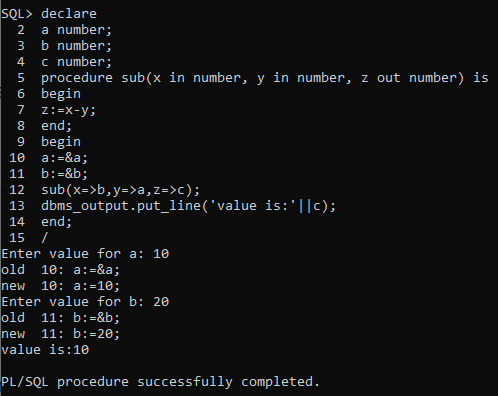 SQL> declare
2 a number;
3 b number;
4 c number;
5 procedure sub(x in number, y in number, z out number) is
6 begin
7 z:=x-y;
8 end;
9 begin
10 a:=&a;
11 b:=&b;
12 sub(x=>b,y=>a,z=>c);
13 dbms_output.put_line('value is:'||c);
14 end;
15 /
Enter value for a: 10
old 10: a:=&a;
new 10: a:=10;
Enter value for b: 20
old 11: b:=&b;
new 11: b:=20;
value is:10
PL/SQL procedure successfully completed.